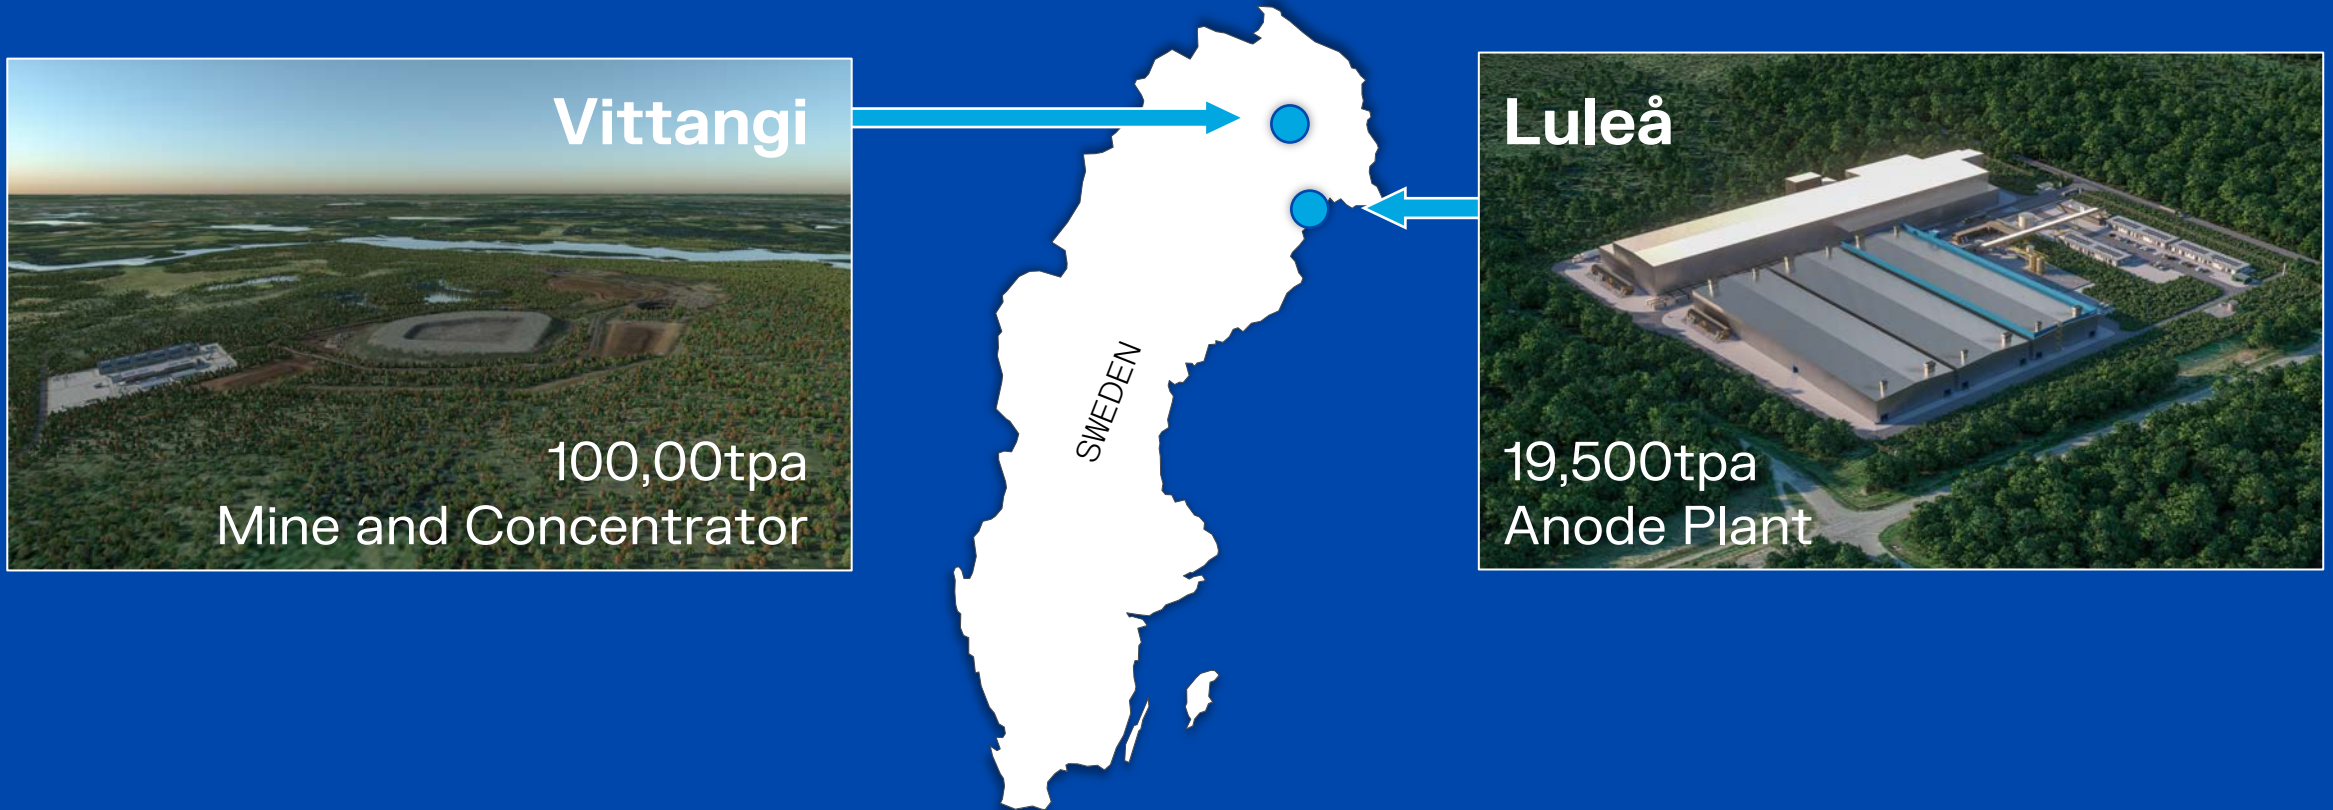 Vittangi
100,00tpa
Mine and Concentrator
SWEDEN
Luleå
19,500tpa
Anode Plant